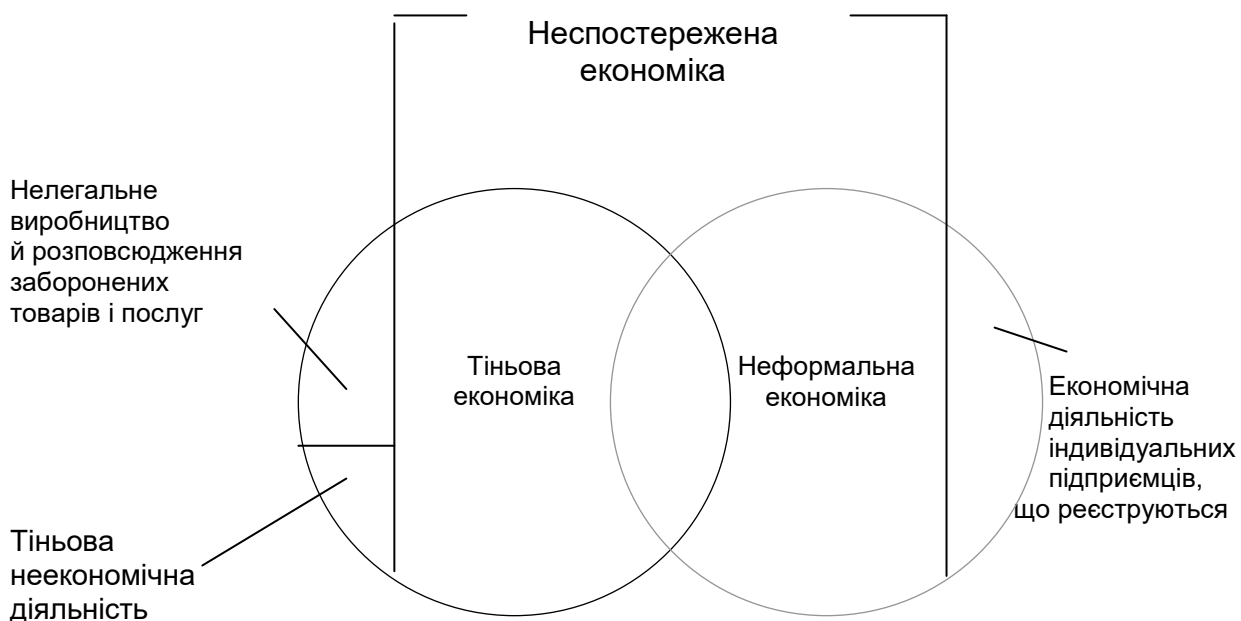 Неспостережена
економіка
Нелегальне
виробництво
й розповсюдження
заборонених
товарів і послуг
Тіньова
економіка
Неформальна
економіка
Економічна
діяльність
індивідуальних
підприємців,
що реєструються
Тіньова
неекономічна
діяльність